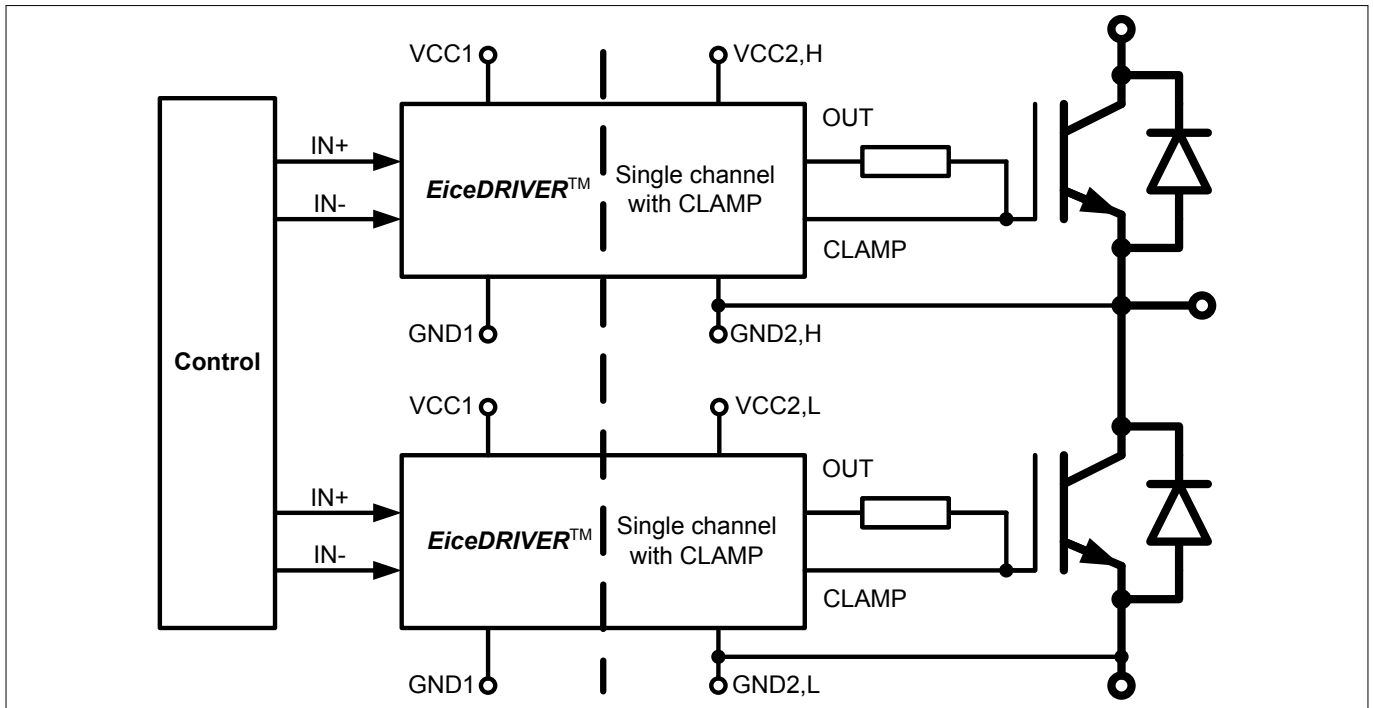 VCC1
VCC2,H
OUT
IN+
IN-
EiceDRIVER™
Single channel
with CLAMP
CLAMP
GND1
GND2,H
Control
VCC1
VCC2,L
OUT
IN+
IN-
EiceDRIVER™
Single channel
with CLAMP
CLAMP
GND1
GND2,L